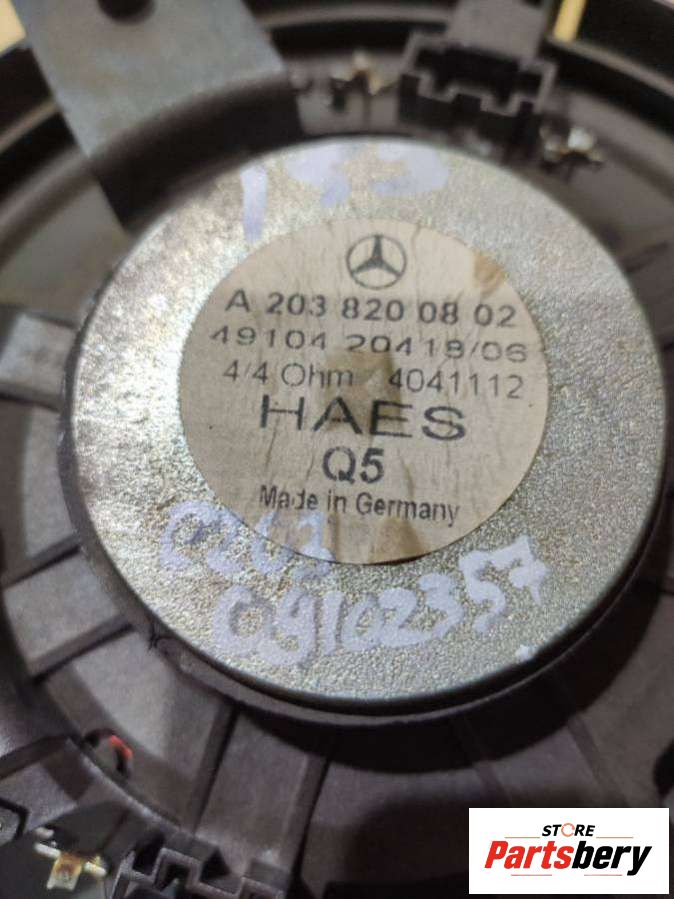 A 203 820 08 02
49104 20418/06
4/4 Ohm 4041112
HAES
Q5
Made in Germany
C203
09102357
STORE
Partsbery